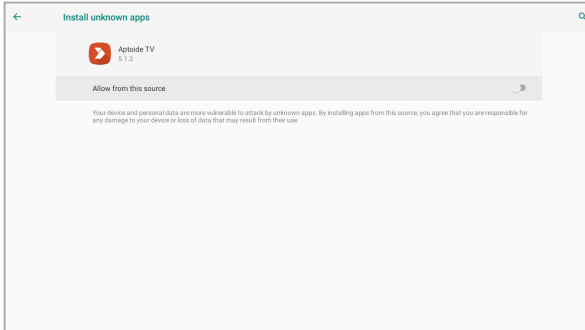 Install unknown apps
Aptoide TV
5.1.2
Allow from this source
Your device and personal data are more vulnerable to attack by unknown apps. By installing apps from this source, you agree that you are responsible for
any damage to your device or loss of data that may result from their use.